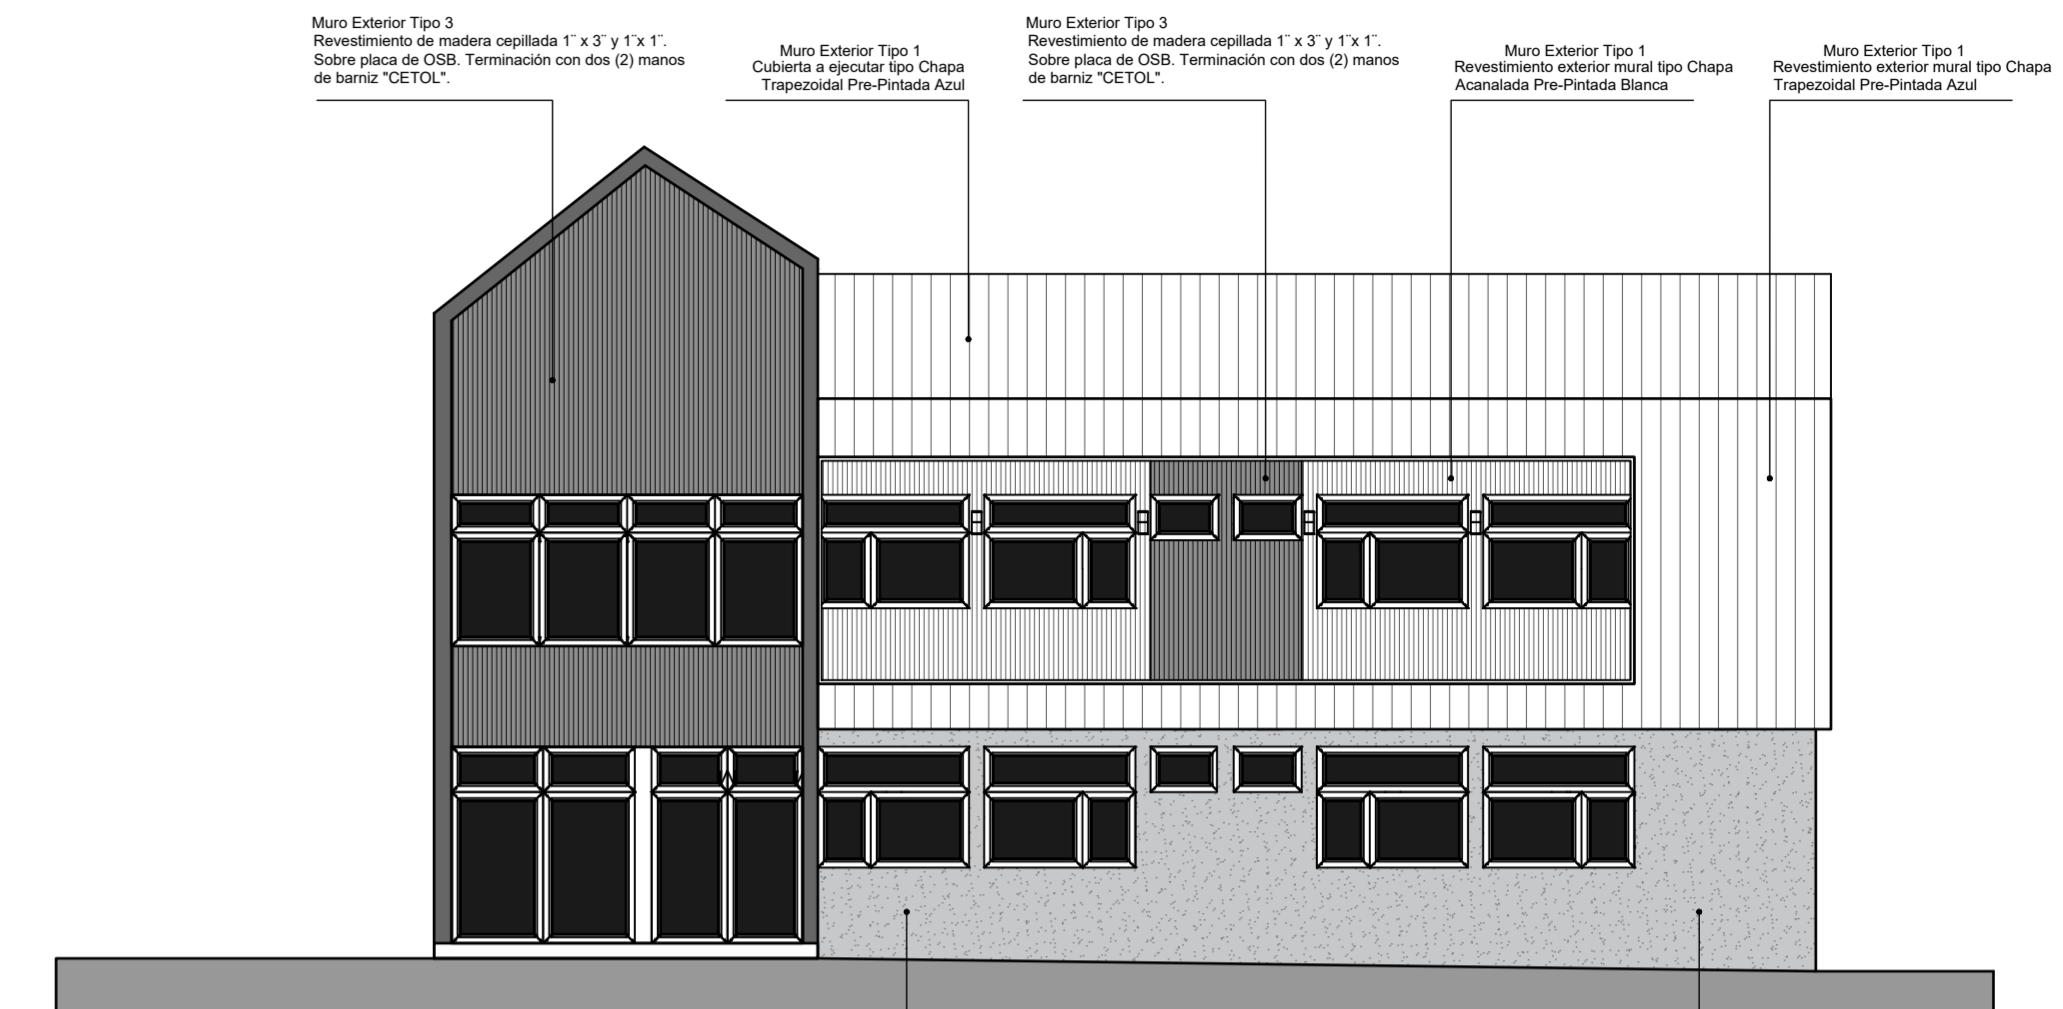 Muro Exterior Tipo 3
Revestimiento de madera cepillada 1¨ x 3¨ y 1¨x 1¨.
Sobre placa de OSB. Terminación con dos (2) manos
de barniz "CETOL".
Muro Exterior Tipo 1
Cubierta a ejecutar tipo Chapa
Trapezoidal Pre-Pintada Azul
Muro Exterior Tipo 3
Revestimiento de madera cepillada 1¨ x 3¨ y 1¨x 1¨.
Sobre placa de OSB. Terminación con dos (2) manos
de barniz "CETOL".
Muro Exterior Tipo 1
Revestimiento exterior mural tipo Chapa
Acanalada Pre-Pintada Blanca
Muro Exterior Tipo 1
Revestimiento exterior mural tipo Chapa
Trapezoidal Pre-Pintada Azul